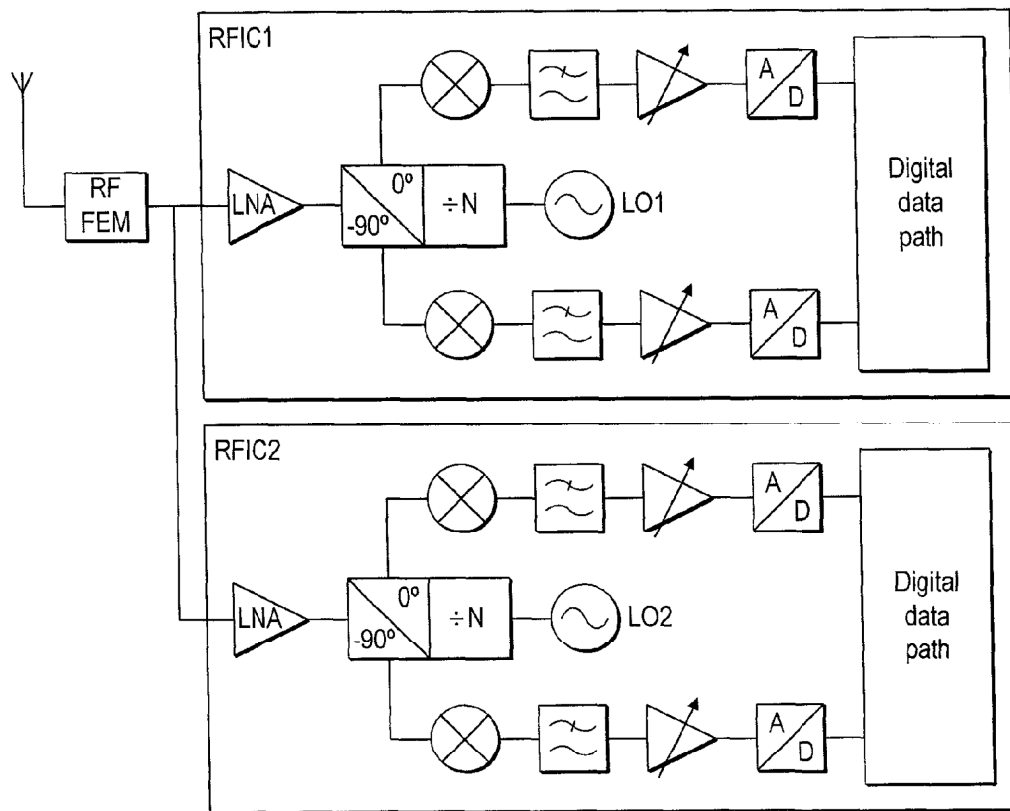 RFIC1
A
D
RF
FEM
LNA
0º
-90º
÷N
LO1
Digital
data
path
A
D
RFIC2
A
D
LNA
0º
-90º
÷N
LO2
Digital
data
path
A
D